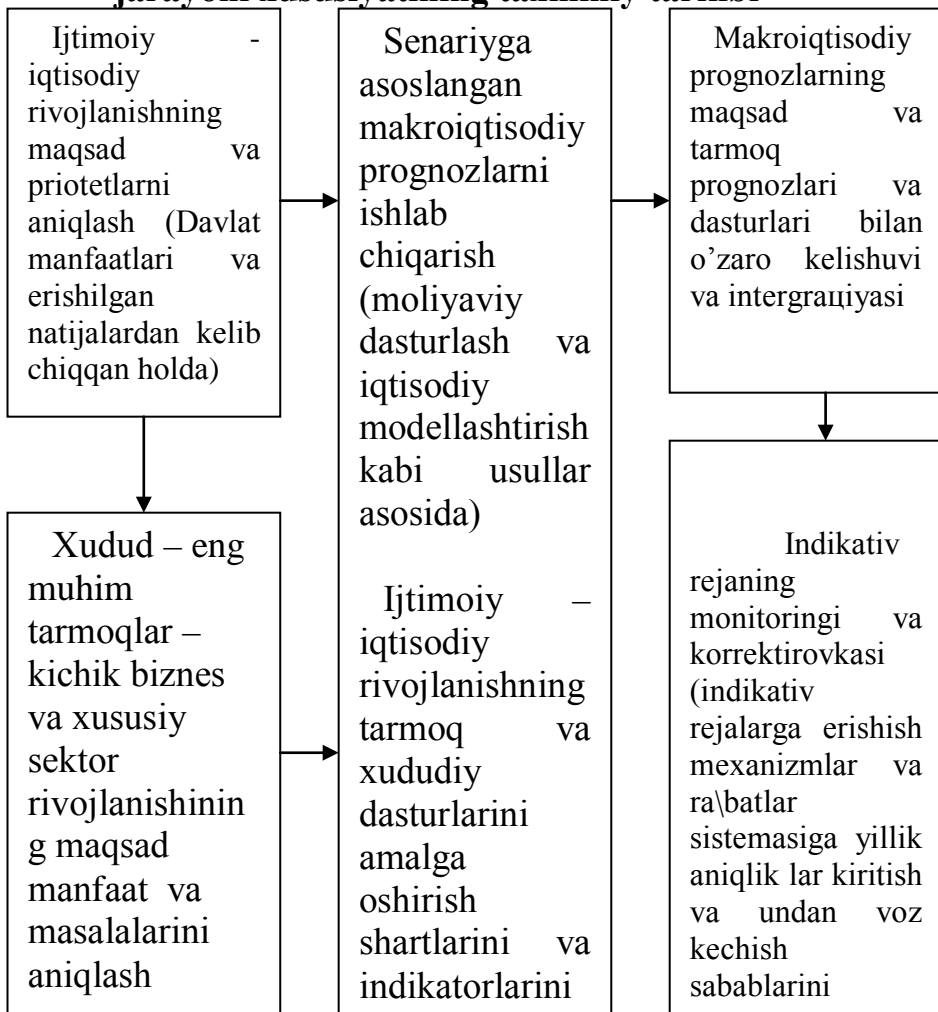 Ijtimoiy -
iqtisodiy
rivojlanishning
maqsad va
priotetlarni
aniqlash (Davlat
manfaatlari va
erishilgan
natijalardan kelib
chiqqan holda)
Xudud – eng
muhim
tarmoqlar –
kichik biznes
va xususiy
sektor
rivojlanishinin
g maqsad
manfaat va
masalalarini
aniqlash
Senariyga
asoslangan
makroiqtisodiy
prognozlarni
ishlab
chiqarish
(moliyaviy
dasturlash va
iqtisodiy
modellashtirish
kabi usullar
asosida)
Ijtimoiy –
iqtisodiy
rivojlanishning
tarmoq va
xududiy
dasturlarini
amalga
oshirish
shartlarini va
indikatorlarini
Makroiqtisodiy
prognozlarning
maqsad va
tarmoq
prognozlari va
dasturlari bilan
o’zaro kelishuvi
va intergraцiyasi
Indikativ
rejaning
monitoringi va
korrektirovkasi
(indikativ
rejalarga erishish
mexanizmlar va
ra\batlar
sistemasiga yillik
aniqlik lar kiritish
va undan voz
kechish
sabablarini